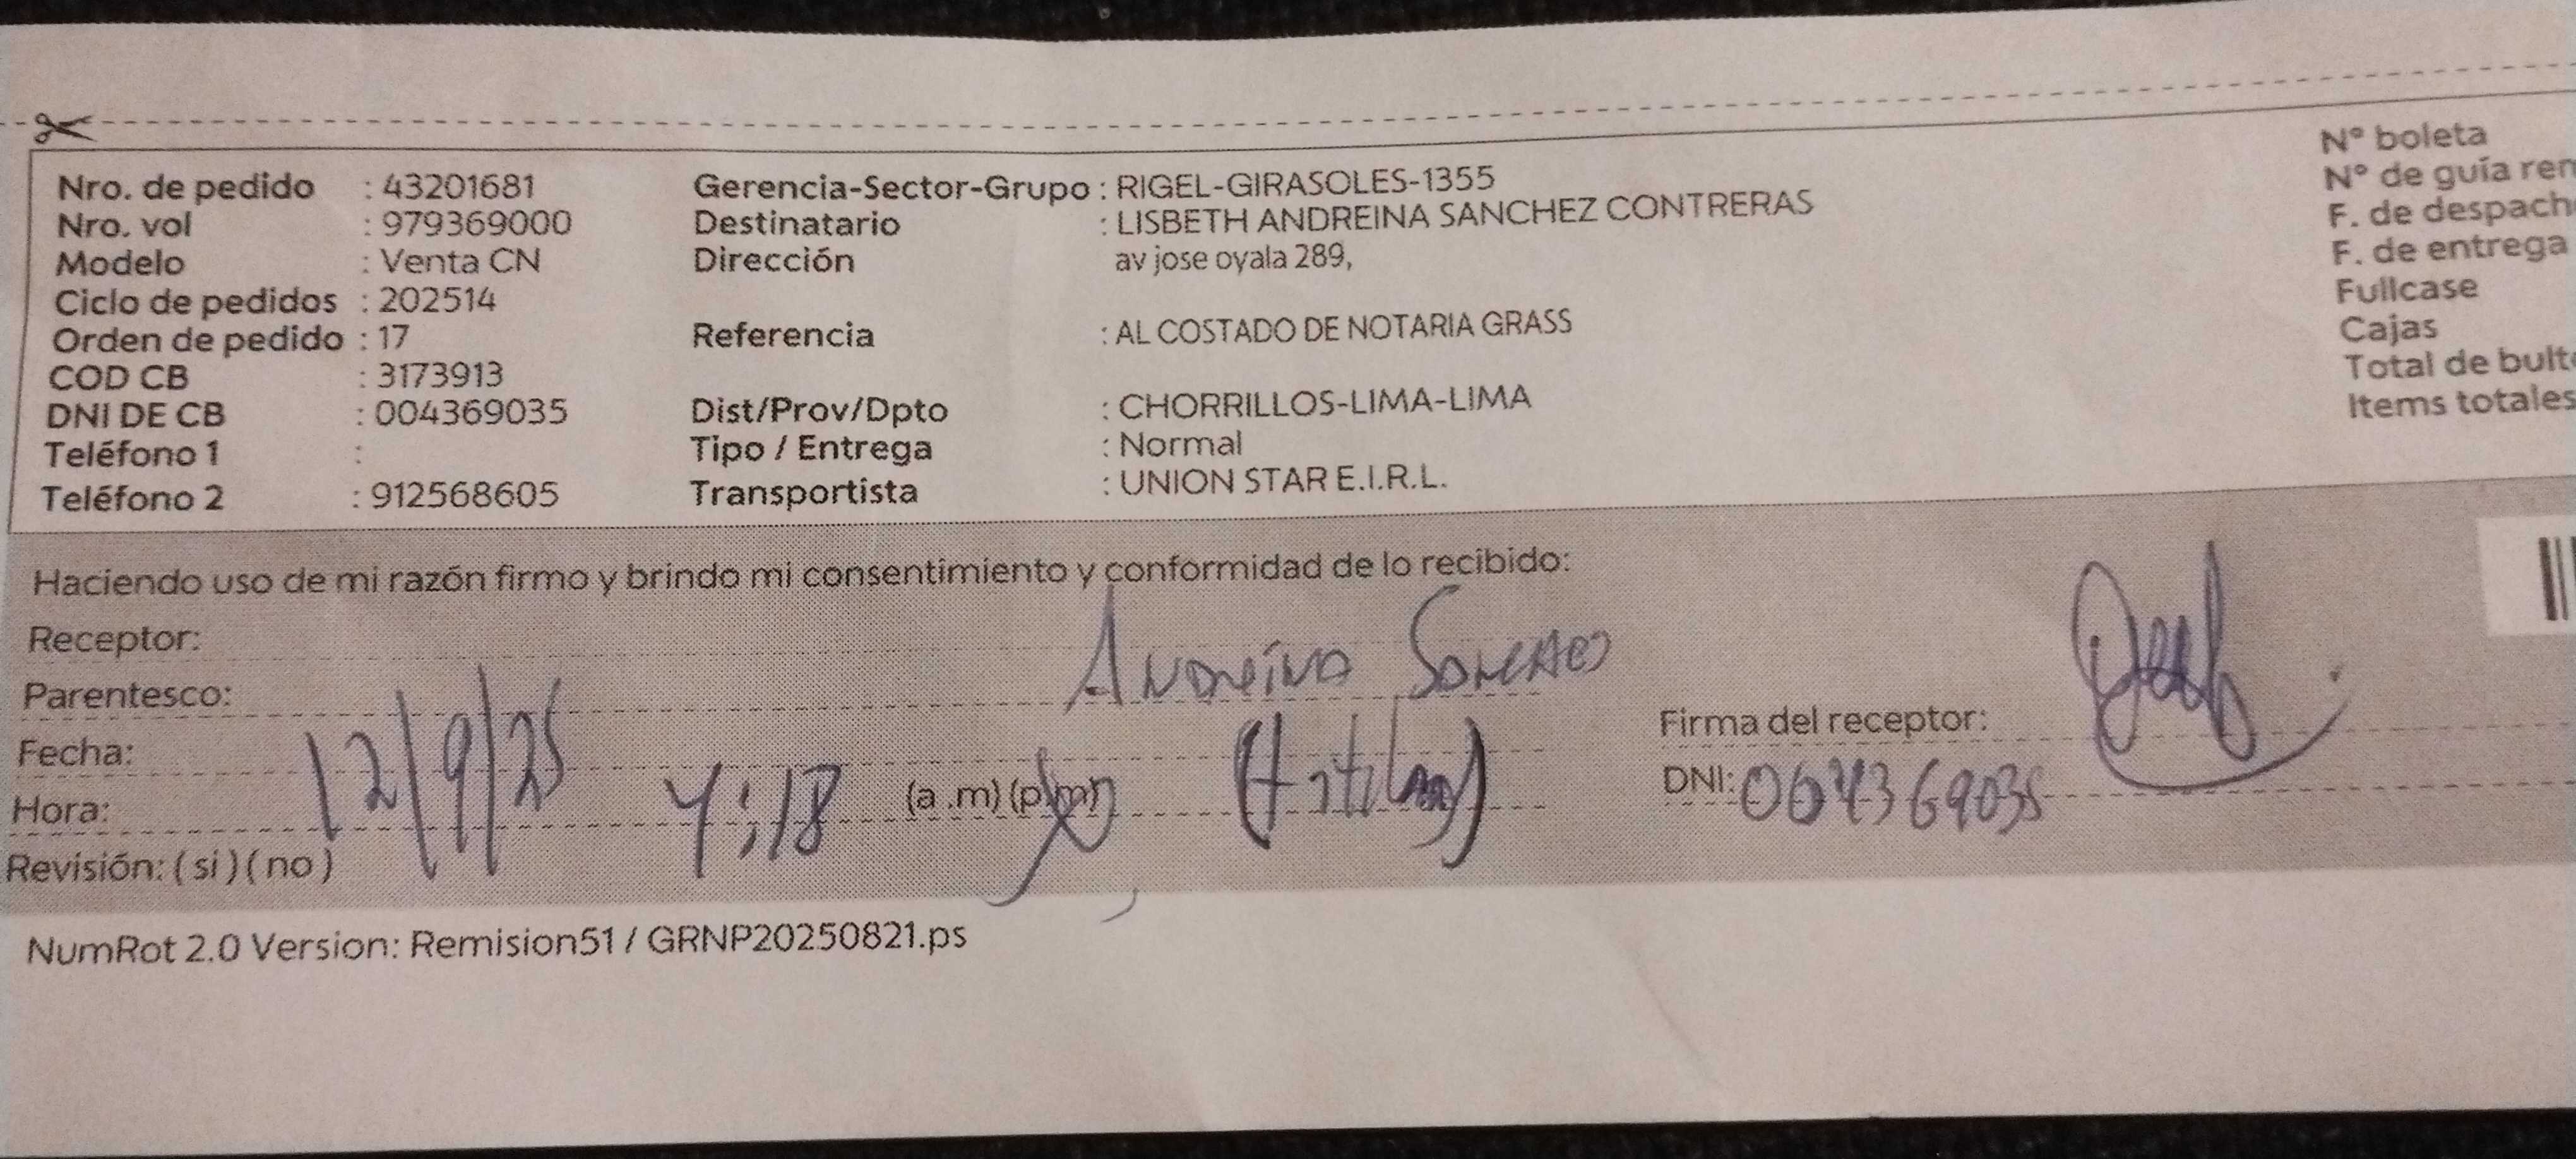 Nro. de pedido : 43201681
Nro. vol : 979369000
Modelo : Venta CN
Ciclo de pedidos : 202514
Orden de pedido : 17
COD CB : 3173913
DNI DE CB : 004369035
Teléfono 1 :
Teléfono 2 : 912568605
Gerencia-Sector-Grupo : RIGEL-GIRASOLES-1355
Destinatario : LISBETH ANDREINA SANCHEZ CONTRERAS
Dirección av jose oyala 289,
Referencia : AL COSTADO DE NOTARIA GRASS
Dist/Prov/Dpto : CHORRILLOS-LIMA-LIMA
Tipo / Entrega : Normal
Transportista : UNION STAR E.I.R.L.
N° boleta
N° de guía
F. de
F. de entrega
Fullcase
Cajas
Total de
Items totales
Haciendo uso de mi razón firmo y brindo mi consentimiento y conformidad de lo recibido:
Receptor: Andreina Sanchez
Parentesco:
Fecha: 12/9/25
Hora: 4:18 (a .m) (p.m)
Revisión: ( si ) ( no )
Firma del receptor:
DNI: 004369035
NumRot 2.0 Version: Remision51 / GRNP20250821.ps